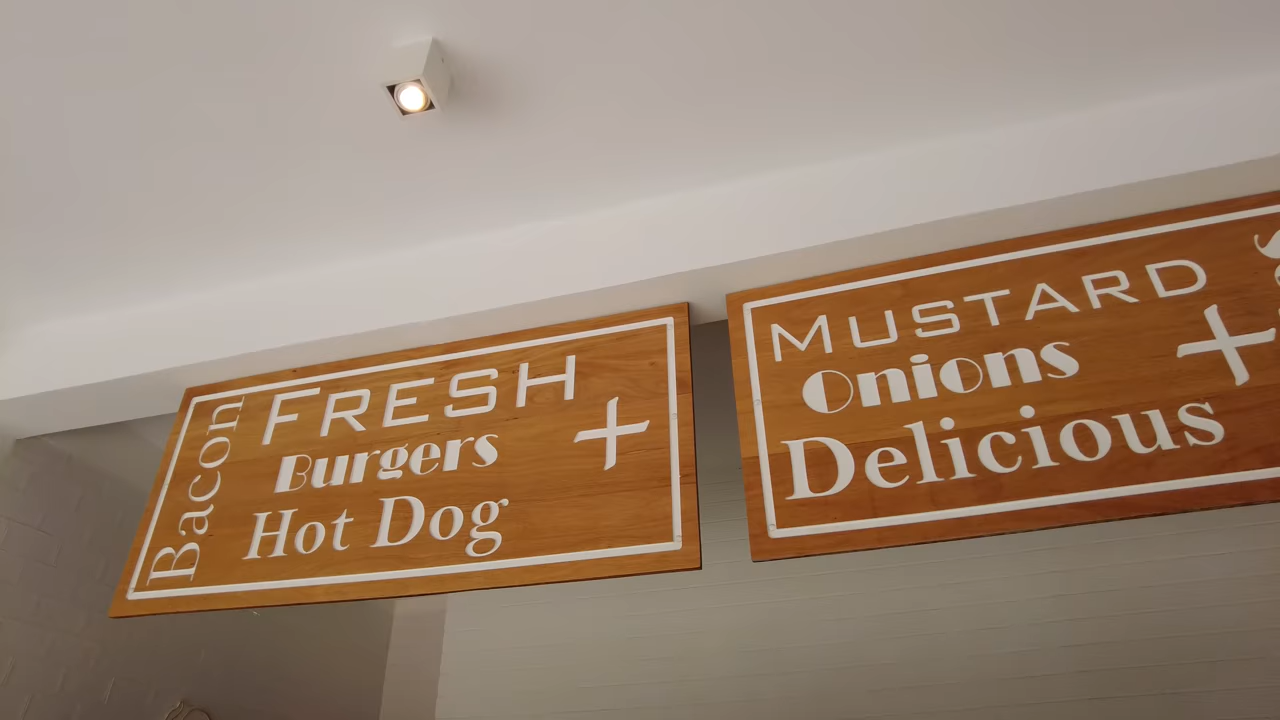 Bacon
FRESH
Burgers
Hot Dog
+
MUSTARD
Onions
Delicious
+